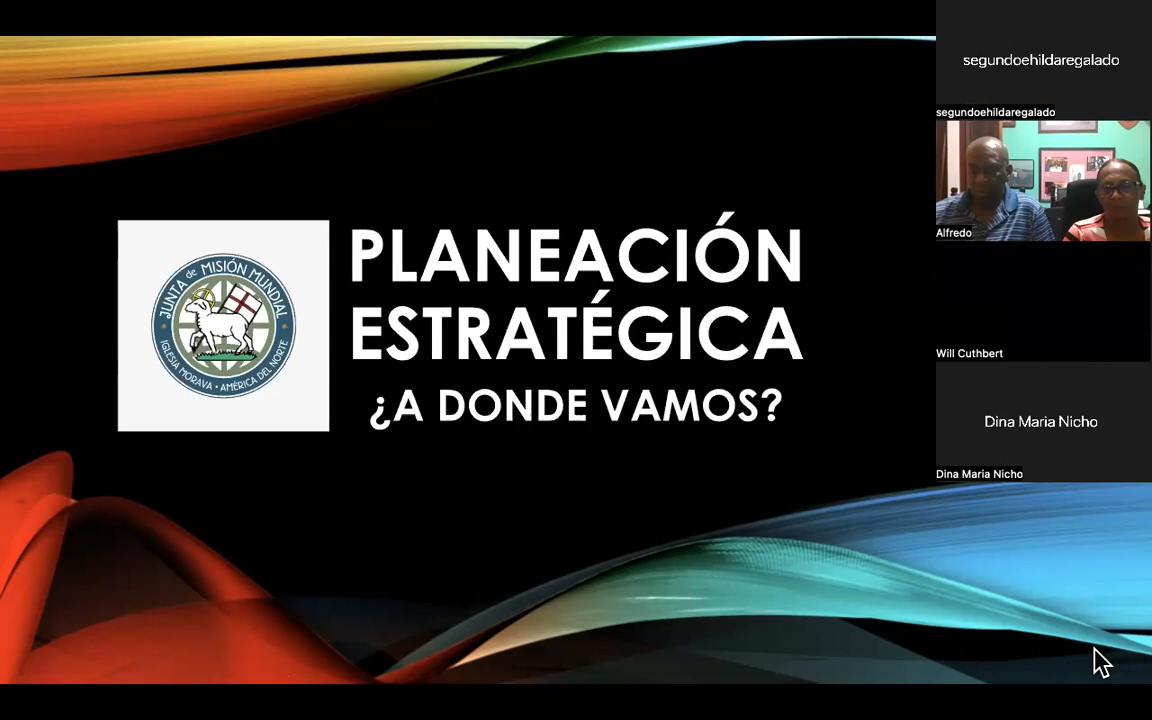 PLANEACIÓN
ESTRATÉGICA
¿A DONDE VAMOS?
JUNTA de MISIÓN MUNDIAL
IGLESIA MORAVA • AMÉRICA DEL NORTE
segundoehildaregalado
segundoehildaregalado
Alfredo
Will Cuthbert
Dina Maria Nicho
Dina Maria Nicho